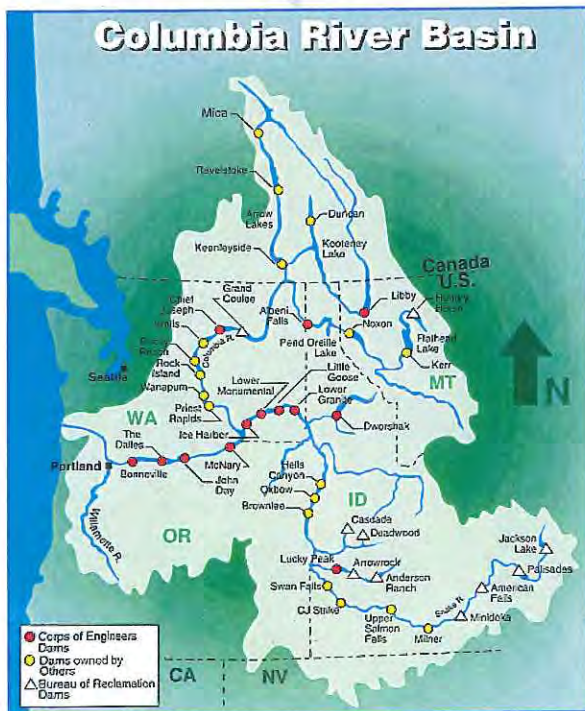 Columbia River Basin
Mica
Revelstoke
Arrow
Lakes
Duncan
Kootenay
Lake
Keenleyside
Canada
U.S.
Grand
Coulee
Chief
Joseph
Wells
Albeni
Falls
Libby
Hungry
Horse
Noxon
Pend Oreille
Lake
Flathead
Lake
Kerr
Rocky
Reach
Columbia R.
Rock
Island
Seattle
Wanapum
Priest
Rapids
Lower
Monumental
Little
Goose
Lower
Granite
MT
N
WA
Ice Harbor
Dworshak
The
Dalles
Portland
Bonneville
John
Day
McNary
Hells
Canyon
Oxbow
Brownlee
ID
Cascade
Deadwood
Willamette R.
OR
Lucky Peak
Arrowrock
Anderson
Ranch
Jackson
Lake
Palisades
American
Falls
Swan Falls
CJ Strike
Upper
Salmon
Falls
Milner
Snake R.
Minidoka
Corps of Engineers
Dams
Dams owned by
Others
Bureau of Reclamation
Dams
CA
NV